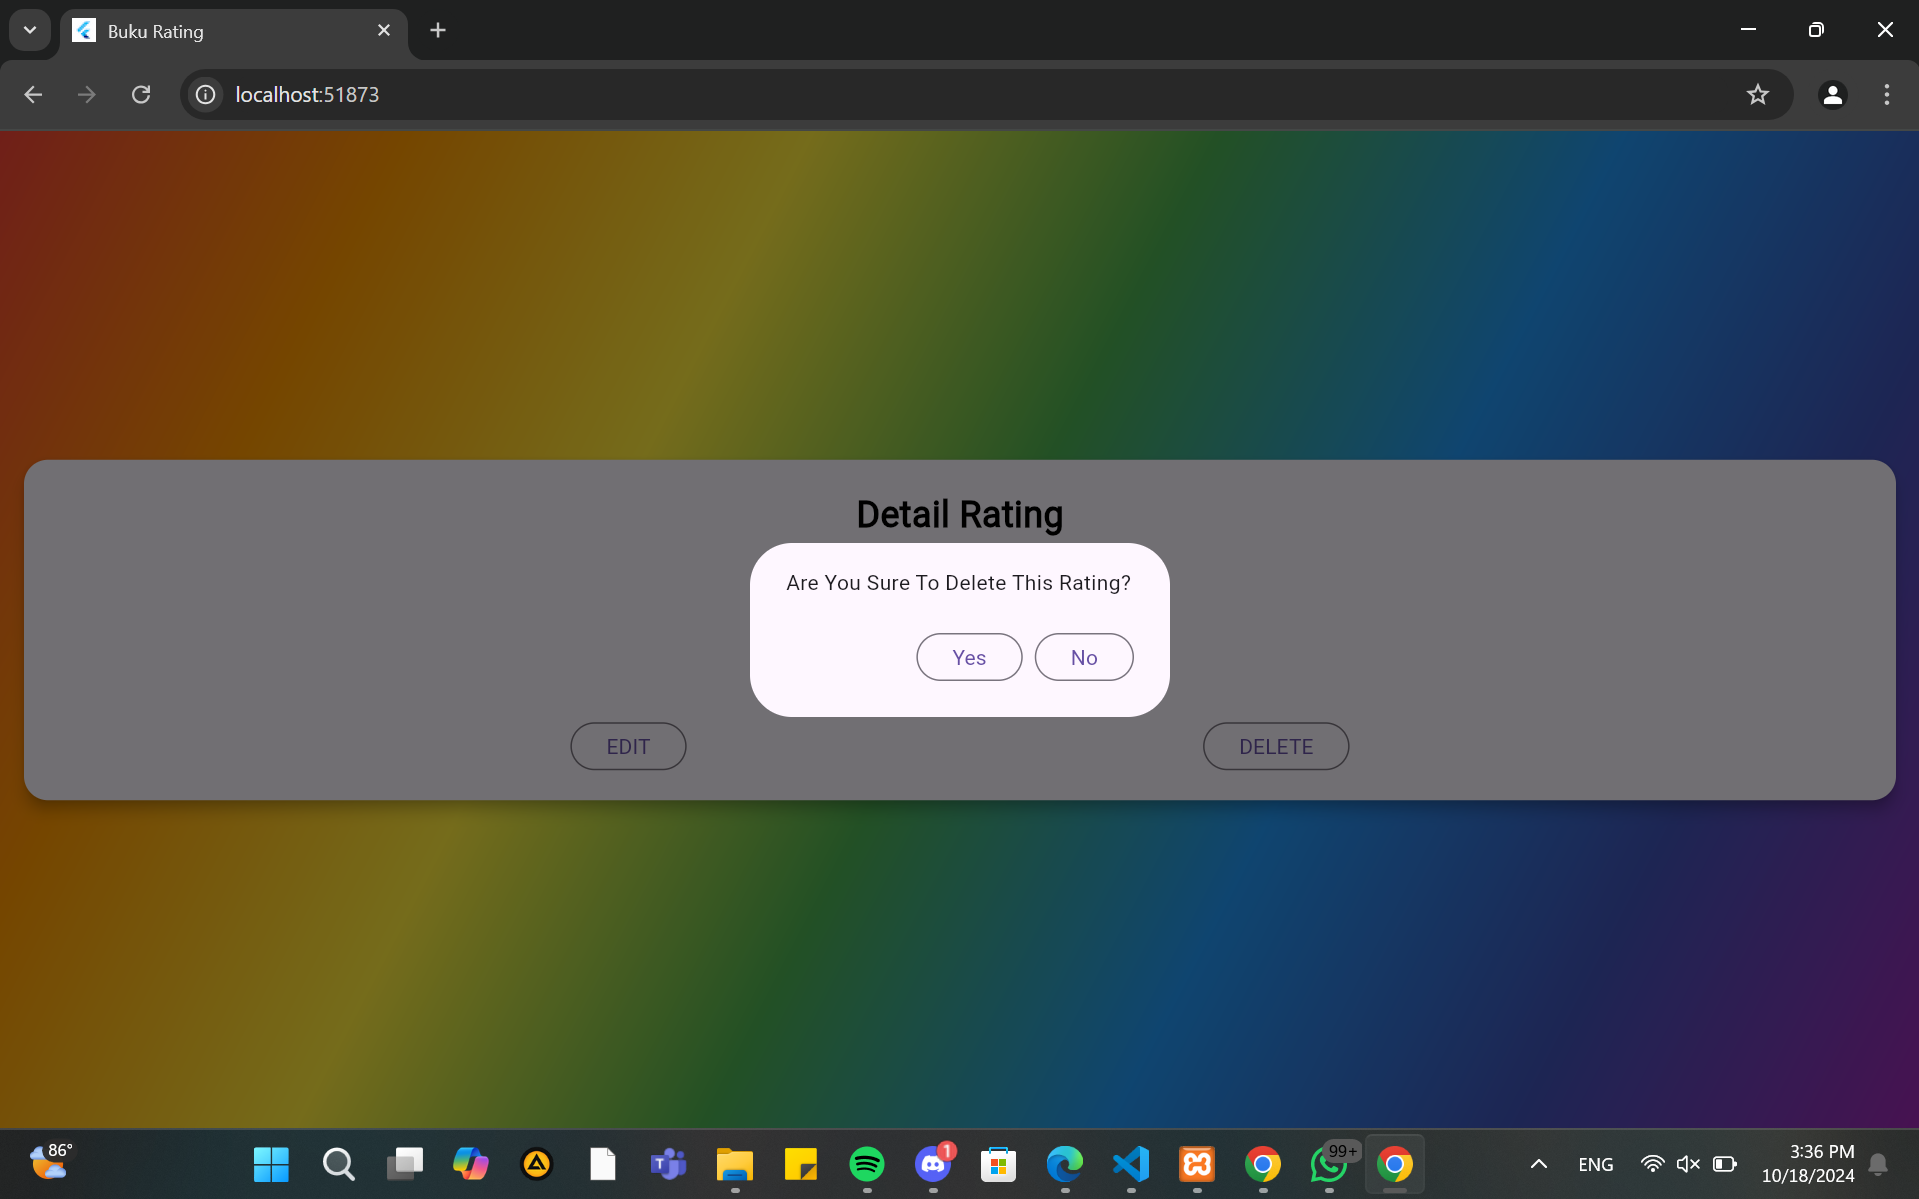 Buku Rating
localhost:51873
Detail Rating
Are You Sure To Delete This Rating?
Yes
No
EDIT
DELETE
86°
T
1
99+
ENG
3:36 PM
10/18/2024